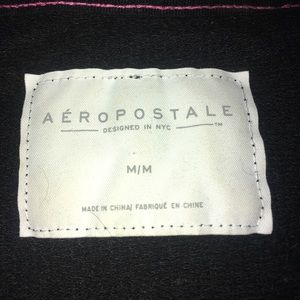 AÉROPOSTALE
DESIGNED IN NYC ™
M/M
MADE IN CHINA/ FABRIQUÉ EN CHINE